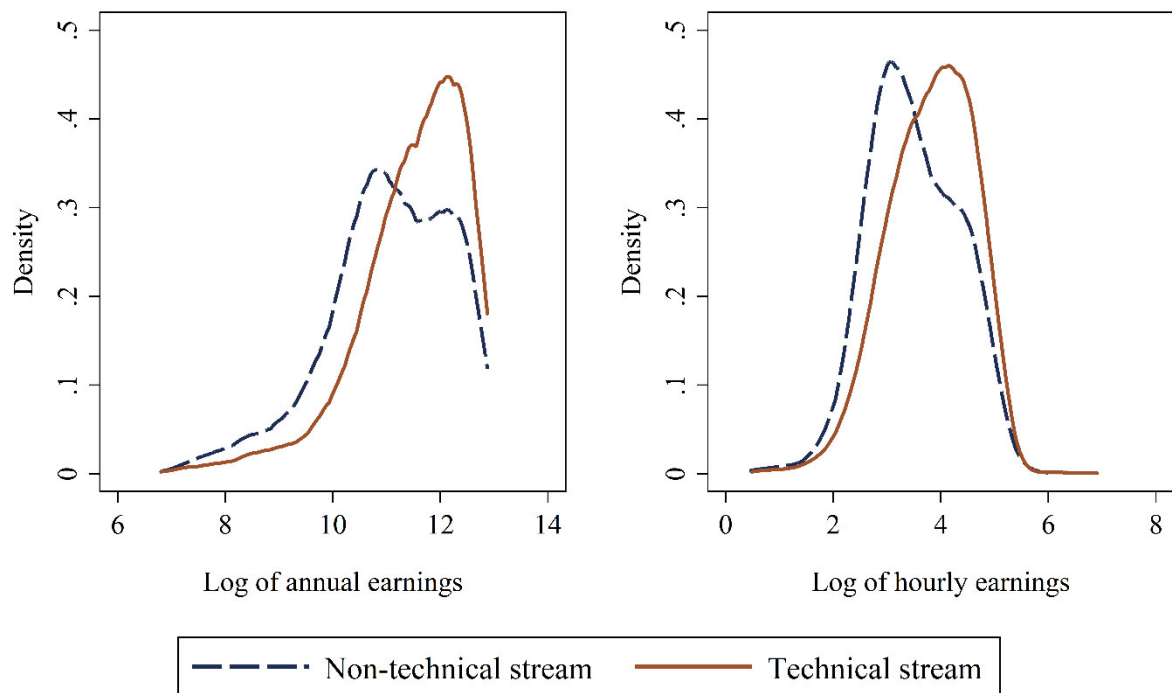 .5
.4
.3
.2
.1
0
Density
6 8 10 12 14
Log of annual earnings
.5
.4
.3
.2
.1
0
Density
0 2 4 6 8
Log of hourly earnings
Non-technical stream Technical stream